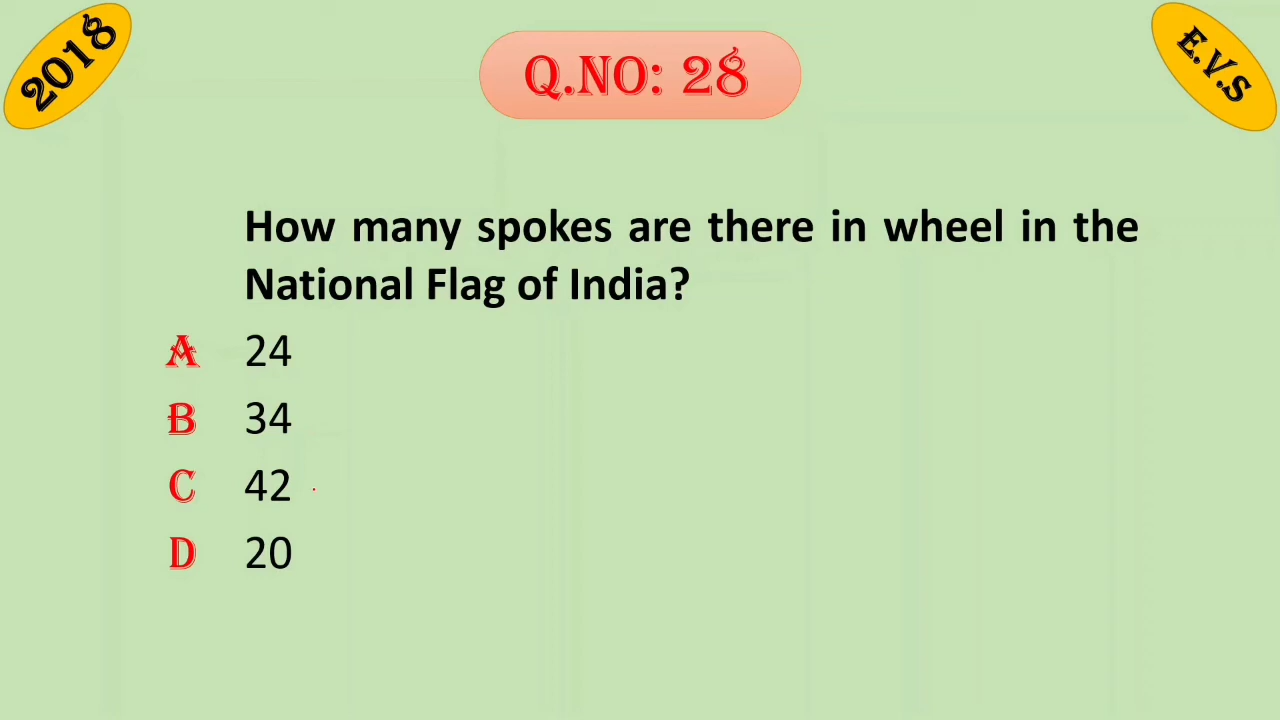 2018
Q.NO: 28
E.V.S
How many spokes are there in wheel in the
National Flag of India?
A 24
B 34
C 42
D 20